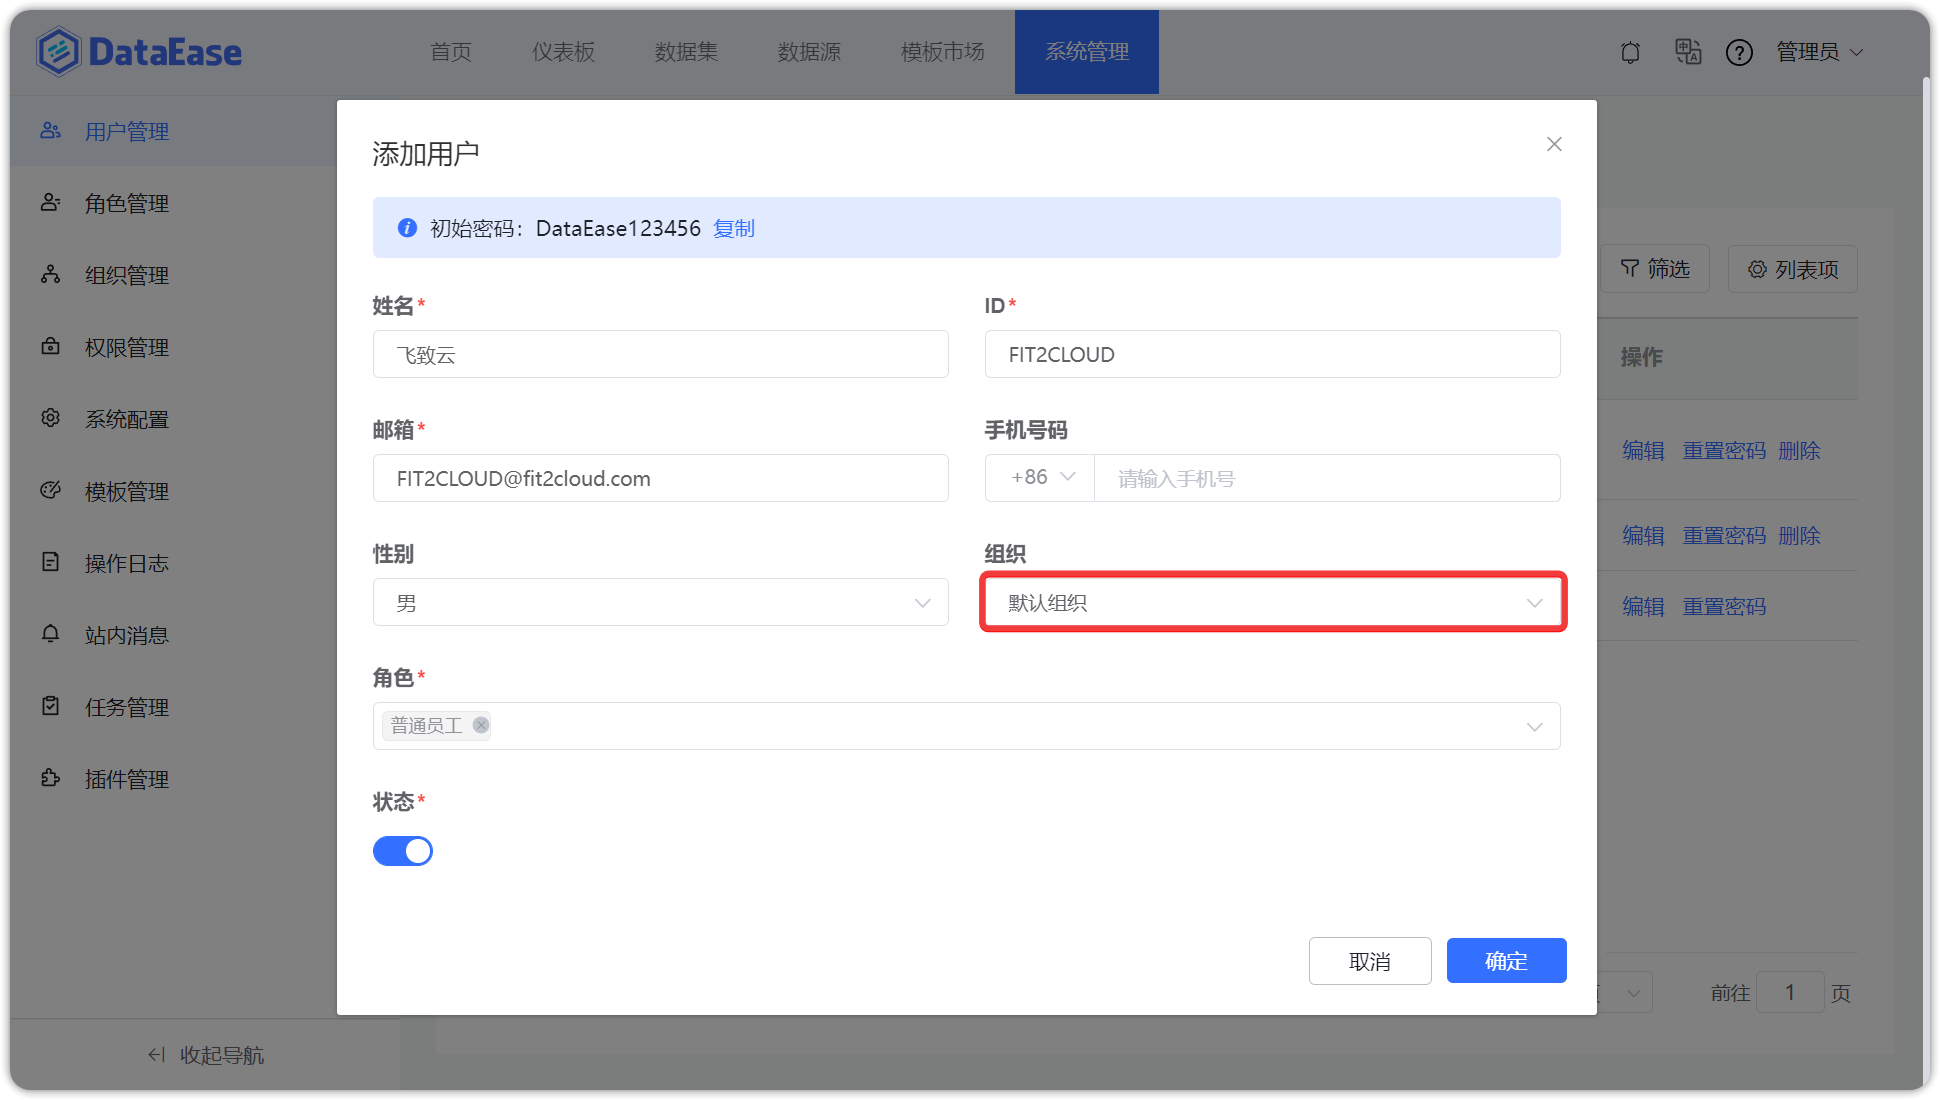 DataEase
首页 仪表板 数据集 数据源 模板市场 系统管理 管理员
用户管理
角色管理
组织管理
权限管理
系统配置
模板管理
操作日志
站内消息
任务管理
插件管理
收起导航
添加用户
初始密码：DataEase123456 复制
姓名* ID*
飞致云 FIT2CLOUD
邮箱* 手机号码
FIT2CLOUD@fit2cloud.com +86 请输入手机号
性别 组织
男 默认组织
角色*
普通员工
状态*
取消 确定
筛选 列表项
操作
编辑 重置密码 删除
编辑 重置密码 删除
编辑 重置密码
前往 1 页